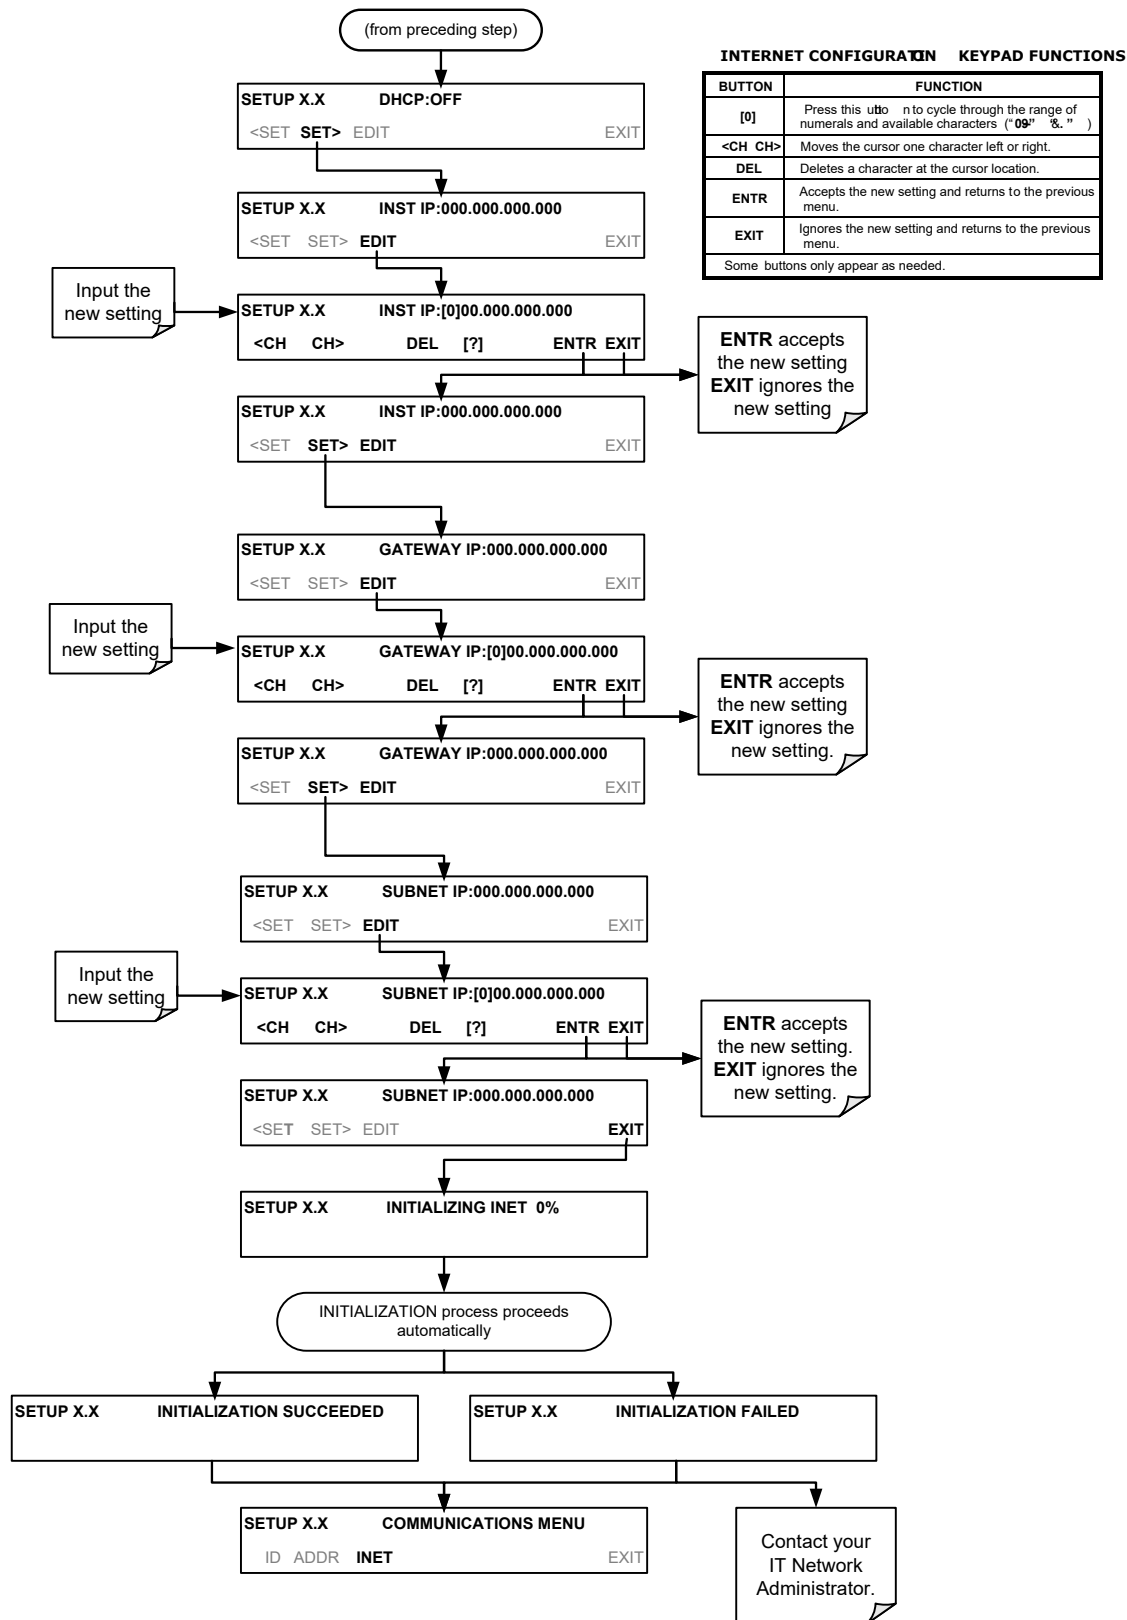 (from preceding step)
INTERNET CONFIGURATION KEYPAD FUNCTIONS
BUTTON FUNCTION
[0] Press this button to cycle through the range of
numerals and available characters (“0-9” & “.”)
<CH CH> Moves the cursor one character left or right.
DEL Deletes a character at the cursor location.
ENTR Accepts the new setting and returns to the previous
menu.
EXIT Ignores the new setting and returns to the previous
menu.
Some buttons only appear as needed.
SETUP X.X DHCP:OFF
<SET SET> EDIT EXIT
SETUP X.X INST IP:000.000.000.000
<SET SET> EDIT EXIT
Input the
new setting
SETUP X.X INST IP:[0]00.000.000.000
<CH CH> DEL [?] ENTR EXIT
ENTR accepts
the new setting
EXIT ignores the
new setting
SETUP X.X INST IP:000.000.000.000
<SET SET> EDIT EXIT
SETUP X.X GATEWAY IP:000.000.000.000
<SET SET> EDIT EXIT
Input the
new setting
SETUP X.X GATEWAY IP:[0]00.000.000.000
<CH CH> DEL [?] ENTR EXIT
ENTR accepts
the new setting
EXIT ignores the
new setting.
SETUP X.X GATEWAY IP:000.000.000.000
<SET SET> EDIT EXIT
SETUP X.X SUBNET IP:000.000.000.000
<SET SET> EDIT EXIT
Input the
new setting
SETUP X.X SUBNET IP:[0]00.000.000.000
<CH CH> DEL [?] ENTR EXIT
ENTR accepts
the new setting.
EXIT ignores the
new setting.
SETUP X.X SUBNET IP:000.000.000.000
<SET SET> EDIT EXIT
SETUP X.X INITIALIZING INET 0%
INITIALIZATION process proceeds
automatically
SETUP X.X INITIALIZATION SUCCEEDED
SETUP X.X INITIALIZATION FAILED
SETUP X.X COMMUNICATIONS MENU
ID ADDR INET EXIT
Contact your
IT Network
Administrator.